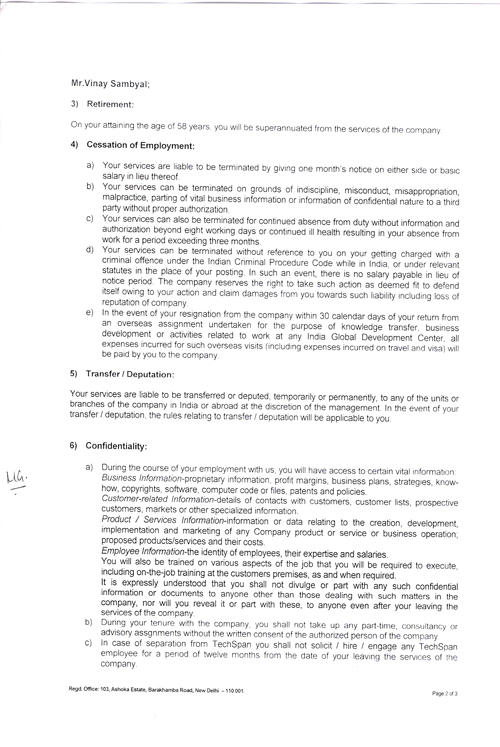 Mr.Vinay Sambyal;
3) Retirement:
On your attaining the age of 58 years. you will be superannuated from the services of the company
4) Cessation of Employment:
a) Your services are liable to be terminated by giving one month's notice on either side or basic
salary in lieu thereof.
b) Your services can be terminated on grounds of indiscipline, misconduct, misappropriation,
malpractice, parting of vital business information or information of confidential nature to a third
party without proper authorization.
c) Your services can also be terminated for continued absence from duty without information and
authorization beyond eight working days or continued ill health resulting in your absence from
work for a period exceeding three months.
d) Your services can be terminated without reference to you on your getting charged with a
criminal offence under the Indian Criminal Procedure Code while in India, or under relevant
statutes in the place of your posting. In such an event, there is no salary payable in lieu of
notice period. The company reserves the right to take such action as deemed fit to defend
itself owing to your action and claim damages from you towards such liability including loss of
reputation of company.
e) In the event of your resignation from the company within 30 calendar days of your return from
an overseas assignment undertaken for the purpose of knowledge transfer, business
development or activities related to work at any India Global Development Center, all
expenses incurred for such overseas visits (including expenses incurred on travel and visa) will
be paid by you to the company.
5) Transfer / Deputation:
Your services are liable to be transferred or deputed, temporarily or permanently, to any of the units or
branches of the company in India or abroad at the discretion of the management. In the event of your
transfer / deputation, the rules relating to transfer / deputation will be applicable to you.
6) Confidentiality:
a) During the course of your employment with us, you will have access to certain vital information:
Business Information-proprietary information, profit margins, business plans, strategies, know-
how, copyrights, software, computer code or files, patents and policies.
Customer-related Information-details of contacts with customers, customer lists, prospective
customers, markets or other specialized information.
Product / Services Information-information or data relating to the creation, development,
implementation and marketing of any Company product or service or business operation;
proposed products/services and their costs.
Employee Information-the identity of employees, their expertise and salaries.
You will also be trained on various aspects of the job that you will be required to execute,
including on-the-job training at the customers premises, as and when required.
It is expressly understood that you shall not divulge or part with any such confidential
information or documents to anyone other than those dealing with such matters in the
company, nor will you reveal it or part with these, to anyone even after your leaving the
services of the company.
b) During your tenure with the company, you shall not take up any part-time, consultancy or
advisory assgnments without the written consent of the authorized person of the company
c) In case of separation from TechSpan you shall not solicit / hire / engage any TechSpan
employee for a period of twelve months from the date of your leaving the services of the
company.
Regd. Office: 103, Ashoka Estate, Barakhamba Road, New Delhi - 110 001.
Page 2 of 3